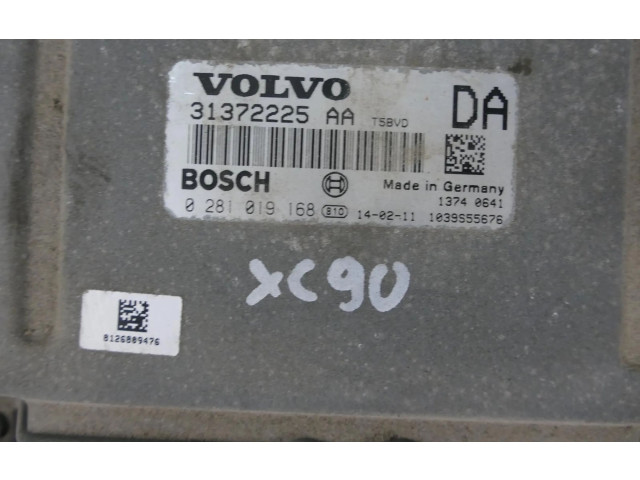 VOLVO
31372225 AA T5BVD
DA
BOSCH
Made in Germany
1374 0641
0 281 019 168 B10 14-02-11 1039S55676
XC90
8126889476